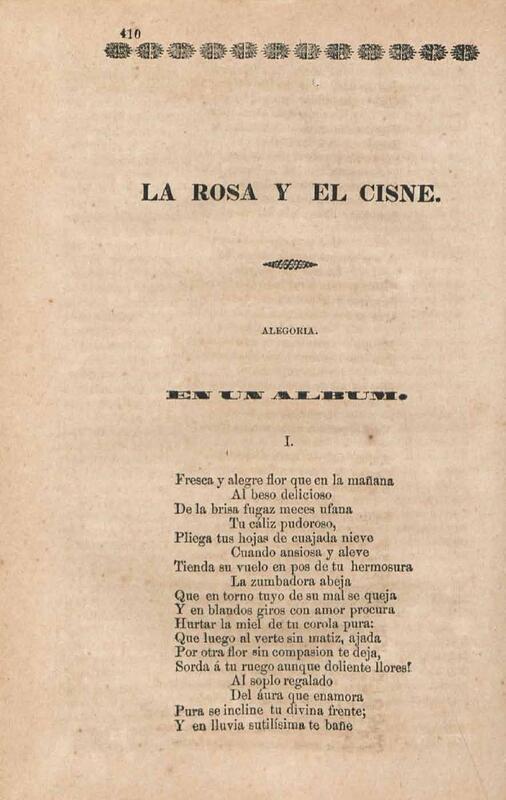 410
LA ROSA Y EL CISNE.
ALEGORIA.
EN UN ALBUM.
I.
Fresca y alegre flor que en la mañana
Al beso delicioso
De la brisa fugaz meces ufana
Tu cáliz pudoroso,
Pliega tus hojas de cuajada nieve
Cuando ansiosa y aleve
Tienda su vuelo en pos de tu hermosura
La zumbadora abeja
Que en torno tuyo de su mal se queja
Y en blandos giros con amor procura
Hurtar la miel de tu corola pura:
Que luego al verte sin matiz, ajada
Por otra flor sin compasion te deja,
Sorda á tu ruego aunque doliente llores!
Al soplo regalado
Del áura que enamora
Pura se incline tu divina frente;
Y en lluvia sutilísima te bañe